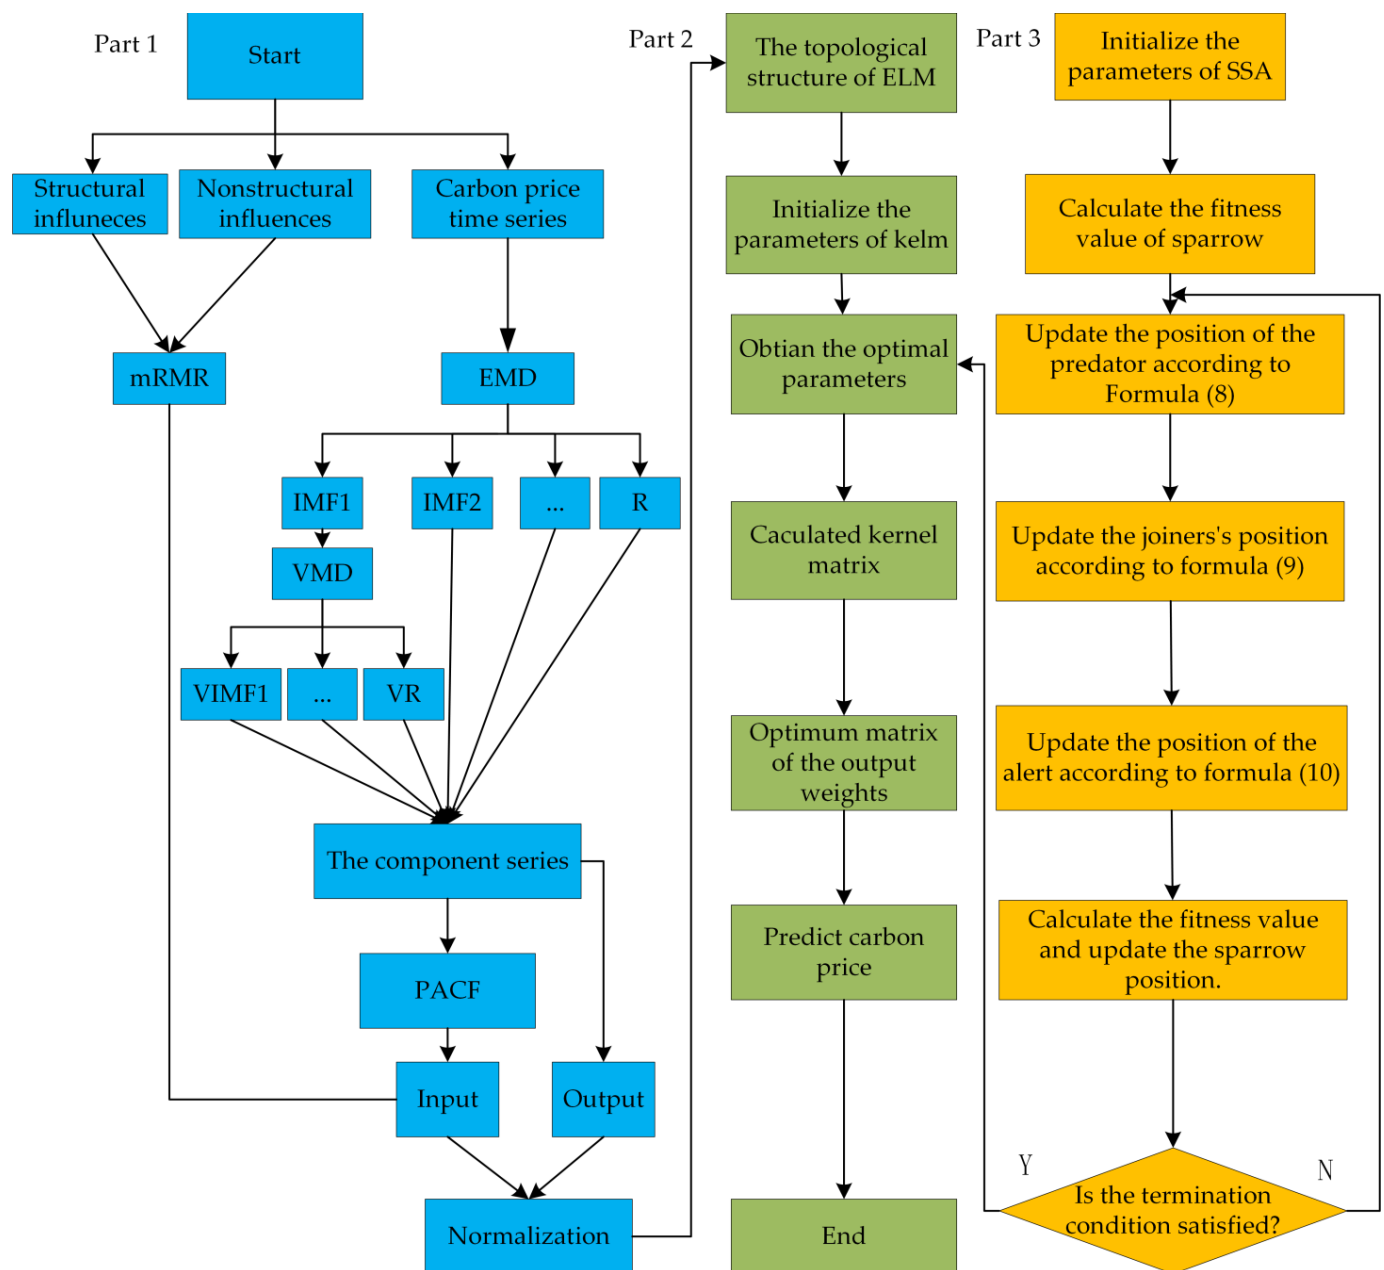 Part 1
Start
Structural
influneces
Nonstructural
influences
Carbon price
time series
mRMR
EMD
IMF1
IMF2
...
R
VMD
VIMF1
...
VR
The component series
PACF
Input
Output
Normalization
Part 2
The topological
structure of ELM
Initialize the
parameters of kelm
Obtian the optimal
parameters
Caculated kernel
matrix
Optimum matrix
of the output
weights
Predict carbon
price
End
Part 3
Initialize the
parameters of SSA
Calculate the fitness
value of sparrow
Update the position of the
predator according to
Formula (8)
Update the joiners's position
according to formula (9)
Update the position of the
alert according to formula (10)
Calculate the fitness value
and update the sparrow
position.
Y
N
Is the termination
condition satisfied?